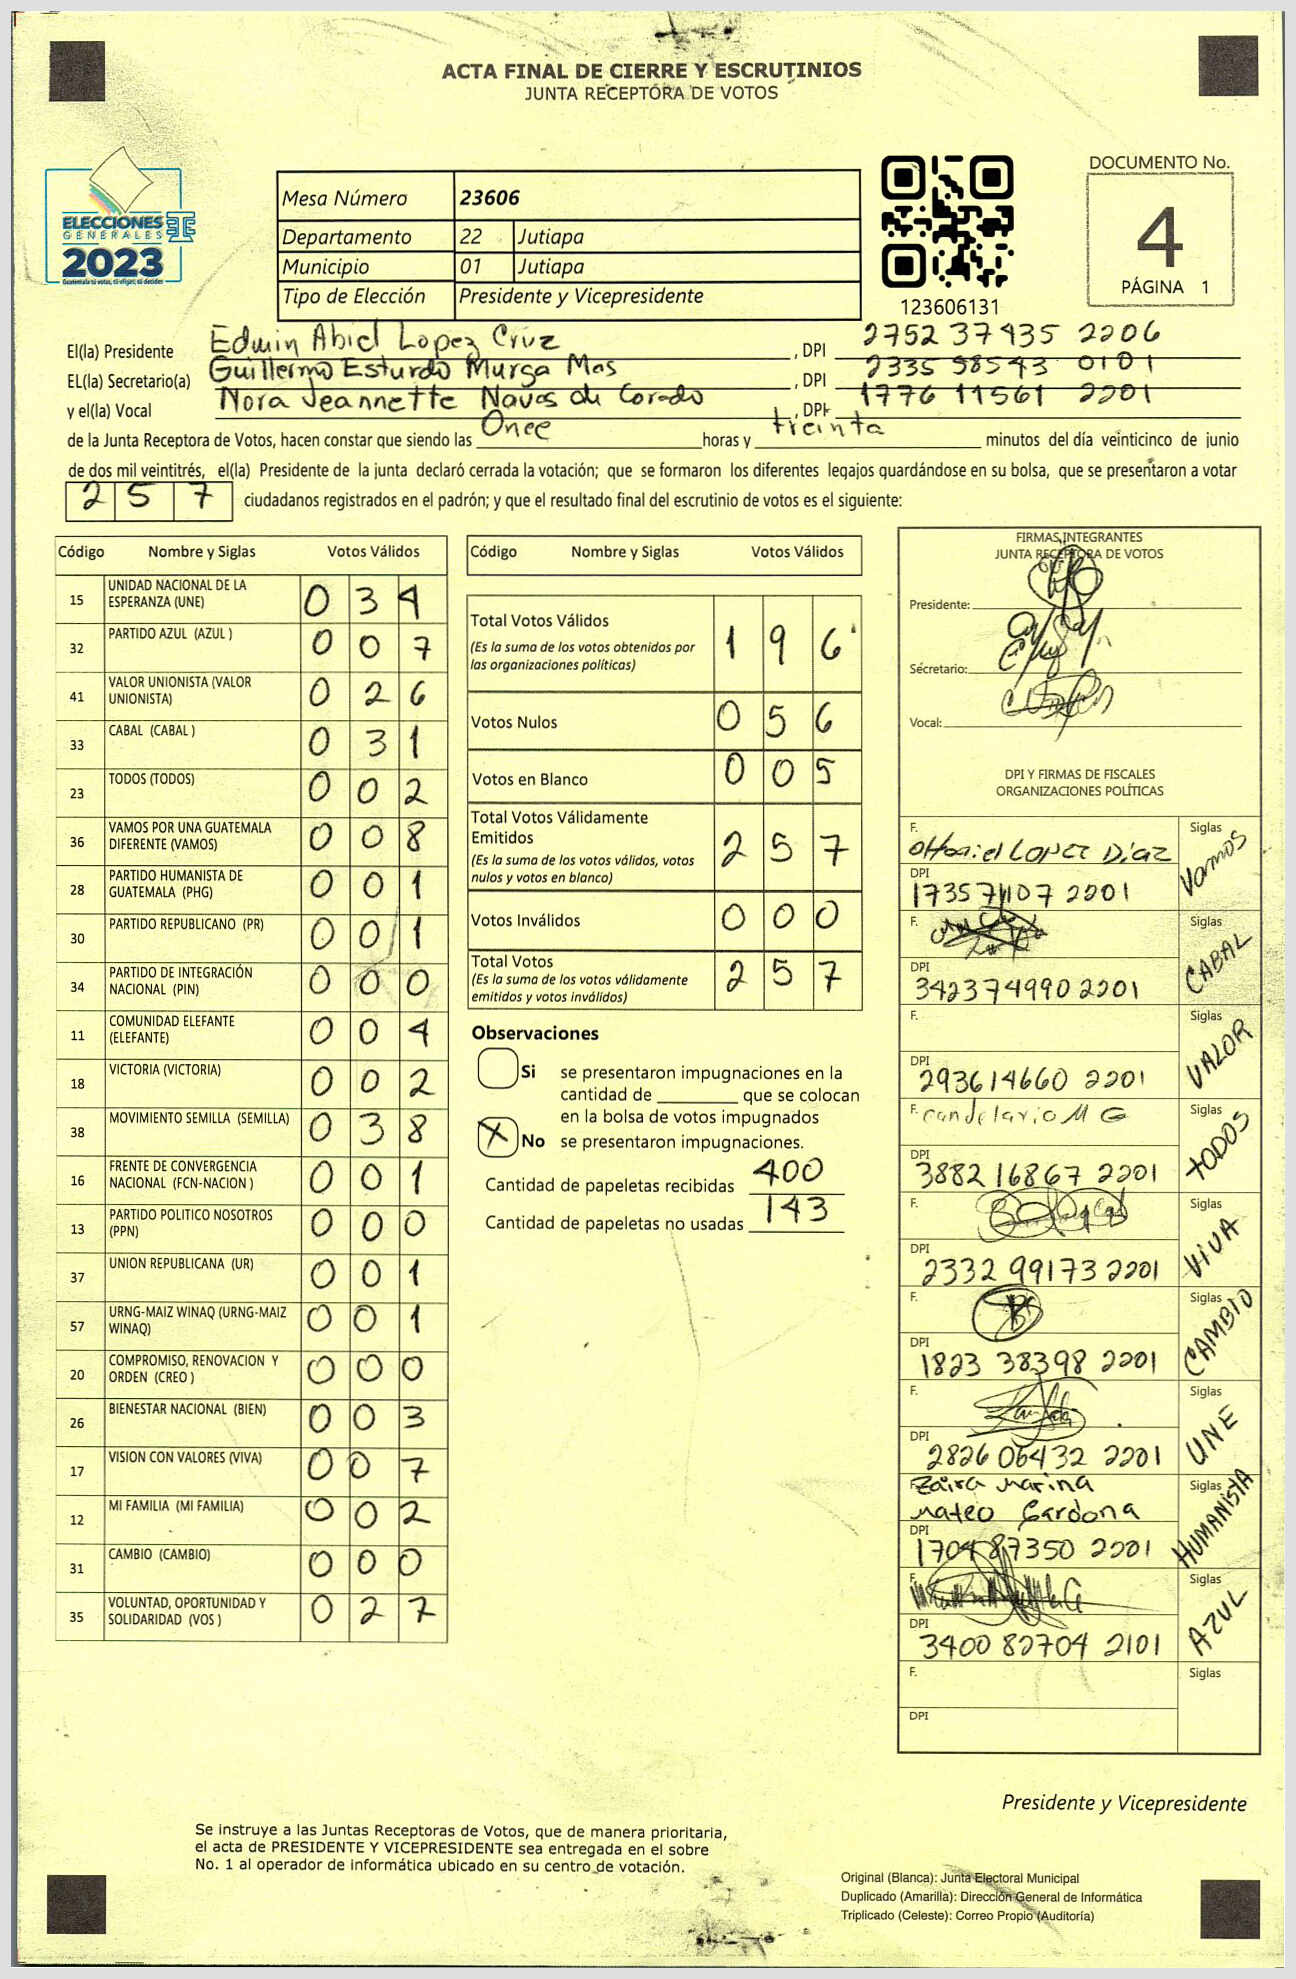 ACTA FINAL DE CIERRE Y ESCRUTINIOS
JUNTA RECEPTORA DE VOTOS
ELECCIONES
GENERALES
2023
Guatemala tú votas, tú eliges, tú decides
Mesa Número 23606
Departamento 22 Jutiapa
Municipio 01 Jutiapa
Tipo de Elección Presidente y Vicepresidente
123606131
DOCUMENTO No.
4
PÁGINA 1
El(la) Presidente Edwin Abiel Lopez Cruz , DPI 2752 37435 2206
EL(la) Secretario(a) Guillermo Esturdo Murga Mas , DPI 2335 58543 0101
y el(la) Vocal Nora Jeannette Navas de Corado , DPI 1776 11561 2201
de la Junta Receptora de Votos, hacen constar que siendo las Once horas y treinta minutos del día veinticinco de junio
de dos mil veintitrés, el(la) Presidente de la junta declaró cerrada la votación; que se formaron los diferentes legajos guardándose en su bolsa, que se presentaron a votar
257 ciudadanos registrados en el padrón; y que el resultado final del escrutinio de votos es el siguiente:
Código Nombre y Siglas Votos Válidos
15 UNIDAD NACIONAL DE LA ESPERANZA (UNE) 0 3 4
32 PARTIDO AZUL (AZUL ) 0 0 7
41 VALOR UNIONISTA (VALOR UNIONISTA) 0 2 6
33 CABAL (CABAL ) 0 3 1
23 TODOS (TODOS) 0 0 2
36 VAMOS POR UNA GUATEMALA DIFERENTE (VAMOS) 0 0 8
28 PARTIDO HUMANISTA DE GUATEMALA (PHG) 0 0 1
30 PARTIDO REPUBLICANO (PR) 0 0 1
34 PARTIDO DE INTEGRACIÓN NACIONAL (PIN) 0 0 0
11 COMUNIDAD ELEFANTE (ELEFANTE) 0 0 4
18 VICTORIA (VICTORIA) 0 0 2
38 MOVIMIENTO SEMILLA (SEMILLA) 0 3 8
16 FRENTE DE CONVERGENCIA NACIONAL (FCN-NACION ) 0 0 1
13 PARTIDO POLITICO NOSOTROS (PPN) 0 0 0
37 UNION REPUBLICANA (UR) 0 0 1
57 URNG-MAIZ WINAQ (URNG-MAIZ WINAQ) 0 0 1
20 COMPROMISO, RENOVACION Y ORDEN (CREO ) 0 0 0
26 BIENESTAR NACIONAL (BIEN) 0 0 3
17 VISION CON VALORES (VIVA) 0 0 7
12 MI FAMILIA (MI FAMILIA) 0 0 2
31 CAMBIO (CAMBIO) 0 0 0
35 VOLUNTAD, OPORTUNIDAD Y SOLIDARIDAD (VOS ) 0 2 7
Código Nombre y Siglas Votos Válidos
Total Votos Válidos 1 9 6
(Es la suma de los votos obtenidos por
las organizaciones políticas)
Votos Nulos 0 5 6
Votos en Blanco 0 0 5
Total Votos Válidamente
Emitidos 2 5 7
(Es la suma de los votos válidos, votos
nulos y votos en blanco)
Votos Inválidos 0 0 0
Total Votos 2 5 7
(Es la suma de los votos válidamente
emitidos y votos inválidos)
Observaciones
Si se presentaron impugnaciones en la
cantidad de ________ que se colocan
en la bolsa de votos impugnados
X No se presentaron impugnaciones.
Cantidad de papeletas recibidas 400
Cantidad de papeletas no usadas 143
FIRMAS INTEGRANTES
JUNTA RECEPTORA DE VOTOS
Presidente:
Secretario:
Vocal:
DPI Y FIRMAS DE FISCALES
ORGANIZACIONES POLÍTICAS
F. Othoniel LOPEZ DIAZ Siglas VAMOS
DPI 173571107 2201
F. Siglas CABAL
DPI 342374990 2201
F. Siglas VALOR
DPI 293614660 2201
F. Candelario M G Siglas TODOS
DPI 3882 16867 2201
F. Siglas VIVA
DPI 2332 99173 2201
F. Siglas CAMBIO
DPI 1823 38398 2201
F. Siglas UNE
DPI 2826 06432 2201
F. Zaira Marina
Mateo Cardona Siglas HUMANISTA
DPI 1704 87350 2201
F. Siglas AZUL
DPI 3400 82704 2101
F. Siglas
DPI
Presidente y Vicepresidente
Se instruye a las Juntas Receptoras de Votos, que de manera prioritaria,
el acta de PRESIDENTE Y VICEPRESIDENTE sea entregada en el sobre
No. 1 al operador de informática ubicado en su centro de votación.
Original (Blanca): Junta Electoral Municipal
Duplicado (Amarilla): Dirección General de Informática
Triplicado (Celeste): Correo Propio (Auditoría)